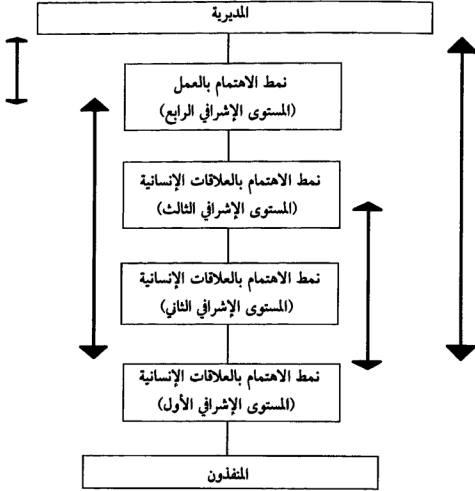 المديرية
نمط الاهتمام بالعمل
(المستوى الإشرافي الرابع)
نمط الاهتمام بالعلاقات الإنسانية
(المستوى الإشرافي الثالث)
نمط الاهتمام بالعلاقات الإنسانية
(المستوى الإشرافي الثاني)
نمط الاهتمام بالعلاقات الإنسانية
(المستوى الإشرافي الأول)
المنفذون